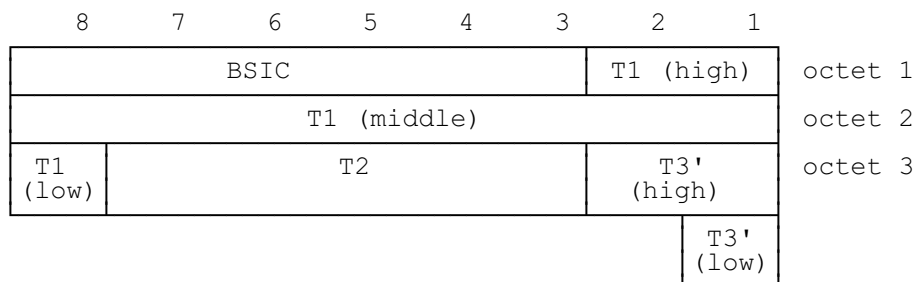 8 7 6 5 4 3 2 1
BSIC T1 (high) octet 1
T1 (middle) octet 2
T1 T2 T3' octet 3
(low) (high)
T3'
(low)